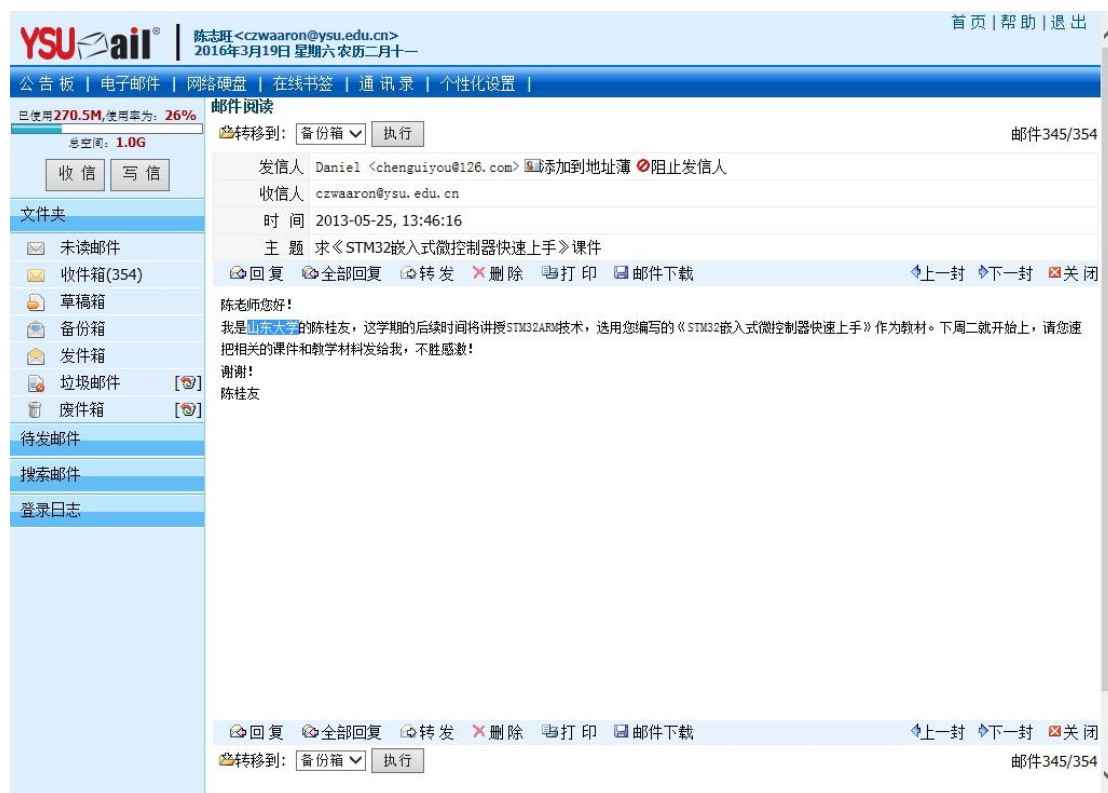 YSUMail®
陈志旺<czwaaron@ysu.edu.cn>
2016年3月19日 星期六 农历二月十一
首 页 | 帮 助 | 退 出
公 告 板 | 电子邮件 | 网络硬盘 | 在线书签 | 通 讯 录 | 个性化设置 |
已使用270.5M,使用率为: 26%
总空间: 1.0G
收 信 写 信
文件夹
未读邮件
收件箱(354)
草稿箱
备份箱
发件箱
垃圾邮件 [ ]
废件箱 [ ]
待发邮件
搜索邮件
登录日志
邮件阅读
转移到: 备份箱 执行 邮件345/354
发信人 Daniel <chenguiyou@126.com> 添加到地址薄 阻止发信人
收信人 czwaaron@ysu.edu.cn
时 间 2013-05-25, 13:46:16
主 题 求《STM32嵌入式微控制器快速上手》课件
回 复 全部回复 转 发 删 除 打 印 邮件下载 上一封 下一封 关 闭
陈老师您好!
我是山东大学的陈桂友，这学期的后续时间将讲授STM32ARM技术，选用您编写的《STM32嵌入式微控制器快速上手》作为教材。下周二就开始上，请您速
把相关的课件和教学材料发给我，不胜感激!
谢谢!
陈桂友
回 复 全部回复 转 发 删 除 打 印 邮件下载 上一封 下一封 关 闭
转移到: 备份箱 执行 邮件345/354